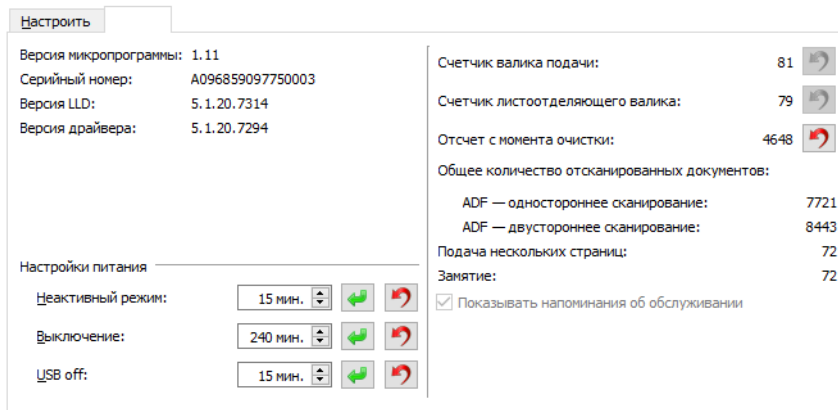 Настроить
Версия микропрограммы: 1.11
Серийный номер: A096859097750003
Версия LLD: 5.1.20.7314
Версия драйвера: 5.1.20.7294
Настройки питания
Неактивный режим: 15 мин.
Выключение: 240 мин.
USB off: 15 мин.
Счетчик валика подачи: 81
Счетчик листоотделяющего валика: 79
Отсчет с момента очистки: 4648
Общее количество отсканированных документов:
ADF — одностороннее сканирование: 7721
ADF — двустороннее сканирование: 8443
Подача нескольких страниц: 72
Замятие: 72
Показывать напоминания об обслуживании